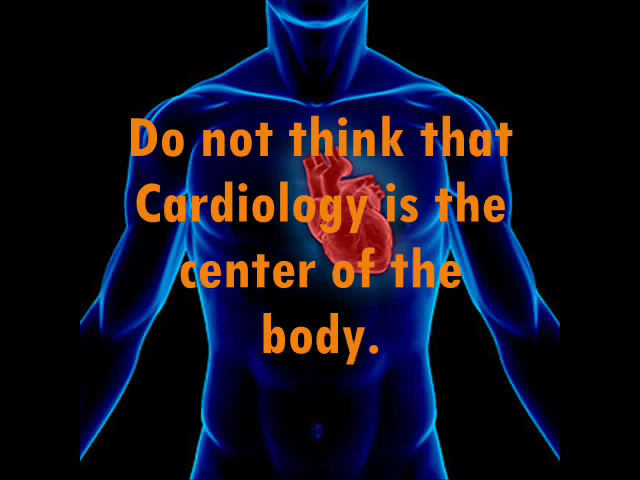 Do not think that
Cardiology is the
center of the
body.